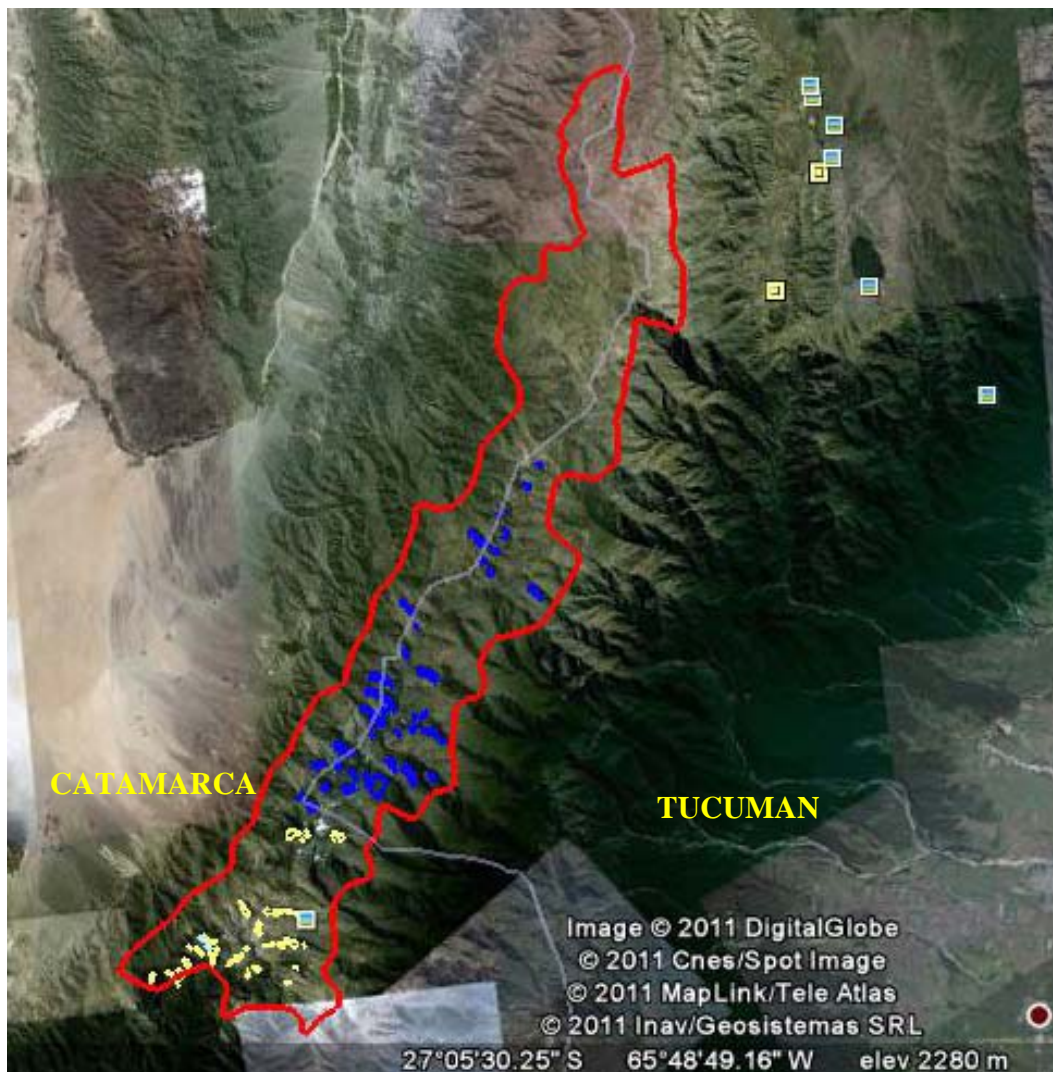 CATAMARCA
TUCUMAN
Image © 2011 DigitalGlobe
© 2011 Cnes/Spot Image
© 2011 MapLink/Tele Atlas
© 2011 Inav/Geosistemas SRL
27°05'30.25" S 65°48'49.16" W elev 2280 m